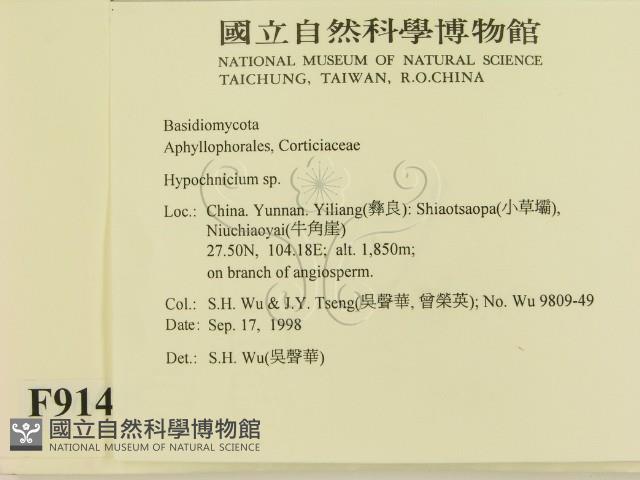 國立自然科學博物館
NATIONAL MUSEUM OF NATURAL SCIENCE
TAICHUNG, TAIWAN, R.O.CHINA
Basidiomycota
Aphyllophorales, Corticiaceae
Hypochnicium sp.
Loc.: China. Yunnan. Yiliang(彝良): Shiaotsaopa(小草壩),
Niuchiaoyai(牛角崖)
27.50N, 104.18E; alt. 1,850m;
on branch of angiosperm.
Col.: S.H. Wu & J.Y. Tseng(吳聲華, 曾榮英); No. Wu 9809-49
Date: Sep. 17, 1998
Det.: S.H. Wu(吳聲華)
F914
國立自然科學博物館
NATIONAL MUSEUM OF NATURAL SCIENCE